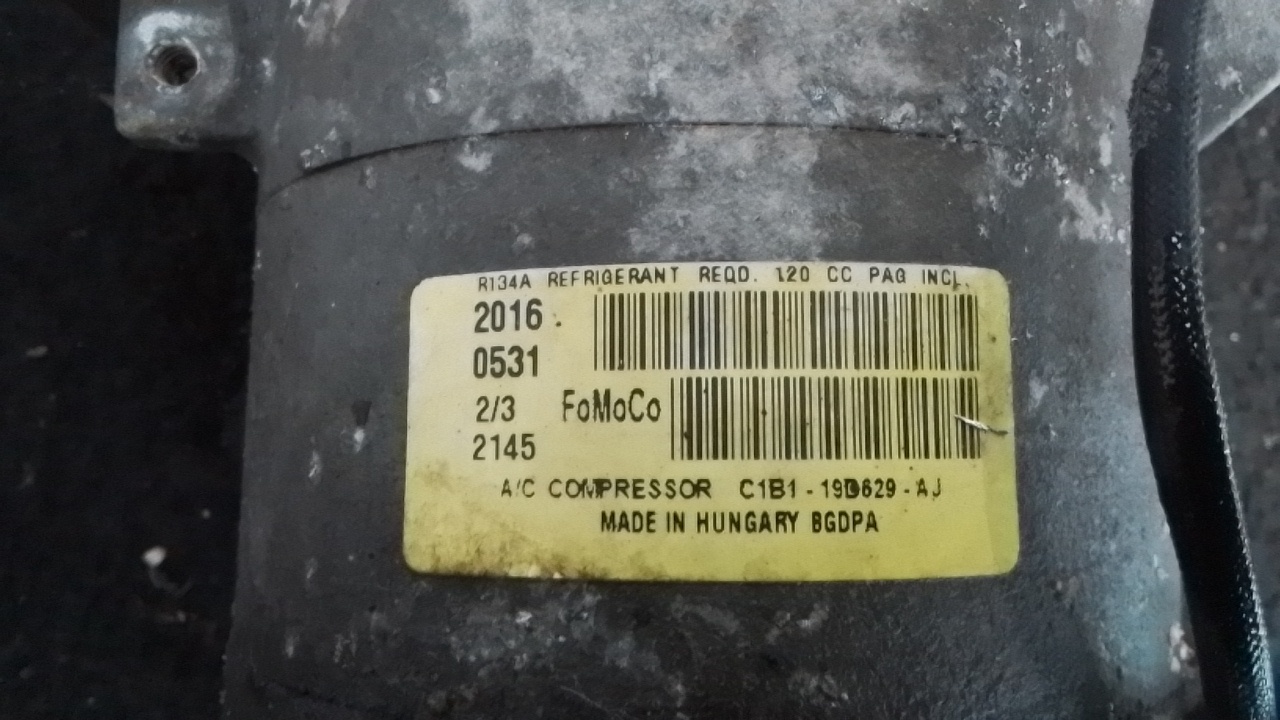 R134A REFRIGERANT REQD. 120 CC PAG INCL.
2016
0531
2/3 FoMoCo
2145
A/C COMPRESSOR C1B1-19D629-AJ
MADE IN HUNGARY BGDPA